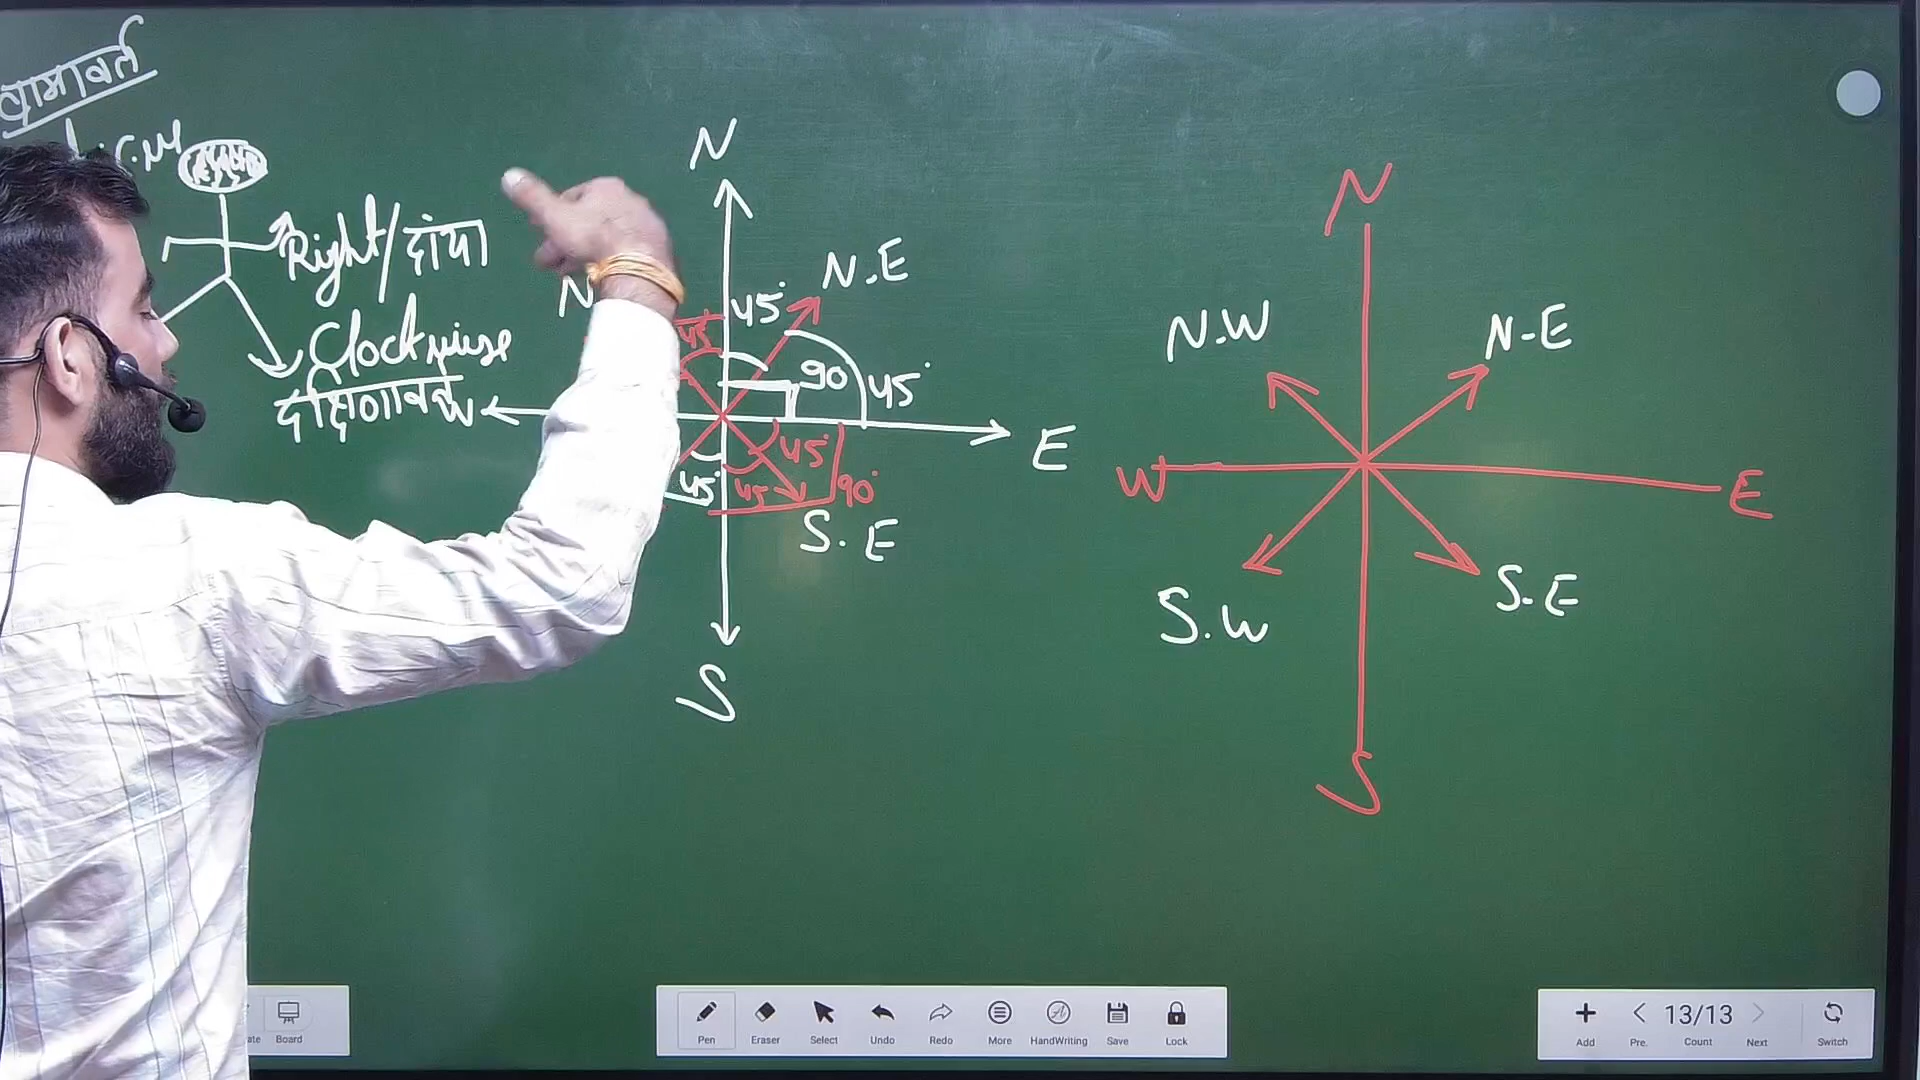 वामावर्त
Right/दांया
Clockwise
दक्षिणावर्त
N
N.E
45°
45°
90
45°
W
E
45
45
45
90°
S.E
S
N
N.W
N-E
W
E
S.W
S-E
S
Board
Pen
Eraser
Select
Undo
Redo
More
HandWriting
Save
Lock
Add
Pre.
13/13
Count
Next
Switch